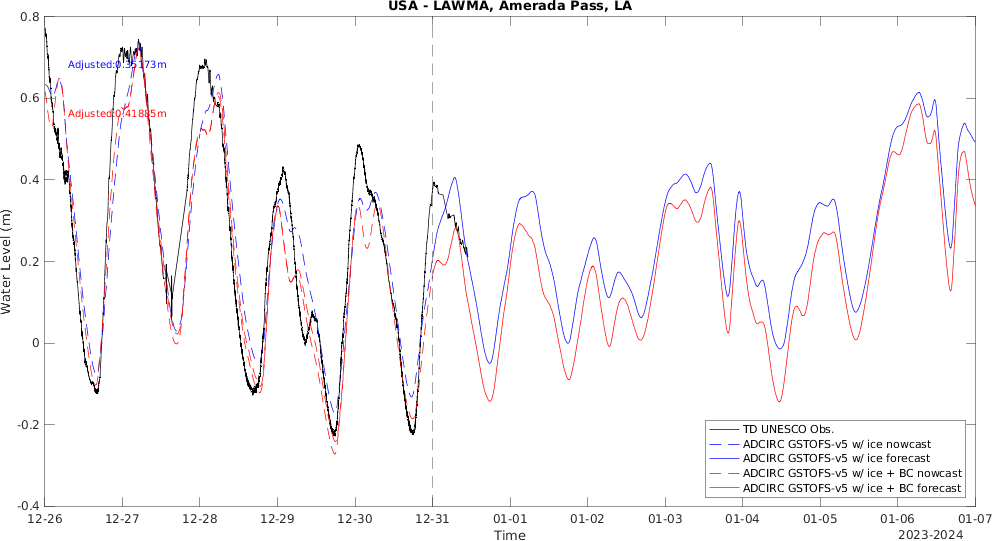 USA - LAWMA, Amerada Pass, LA
0.8
0.6
0.4
0.2
0
-0.2
-0.4
Water Level (m)
Adjusted:0.35173m
Adjusted:0.41885m
TD UNESCO Obs.
ADCIRC GSTOFS-v5 w/ ice nowcast
ADCIRC GSTOFS-v5 w/ ice forecast
ADCIRC GSTOFS-v5 w/ ice + BC nowcast
ADCIRC GSTOFS-v5 w/ ice + BC forecast
12-26 12-27 12-28 12-29 12-30 12-31 01-01 01-02 01-03 01-04 01-05 01-06 01-07
Time
2023-2024